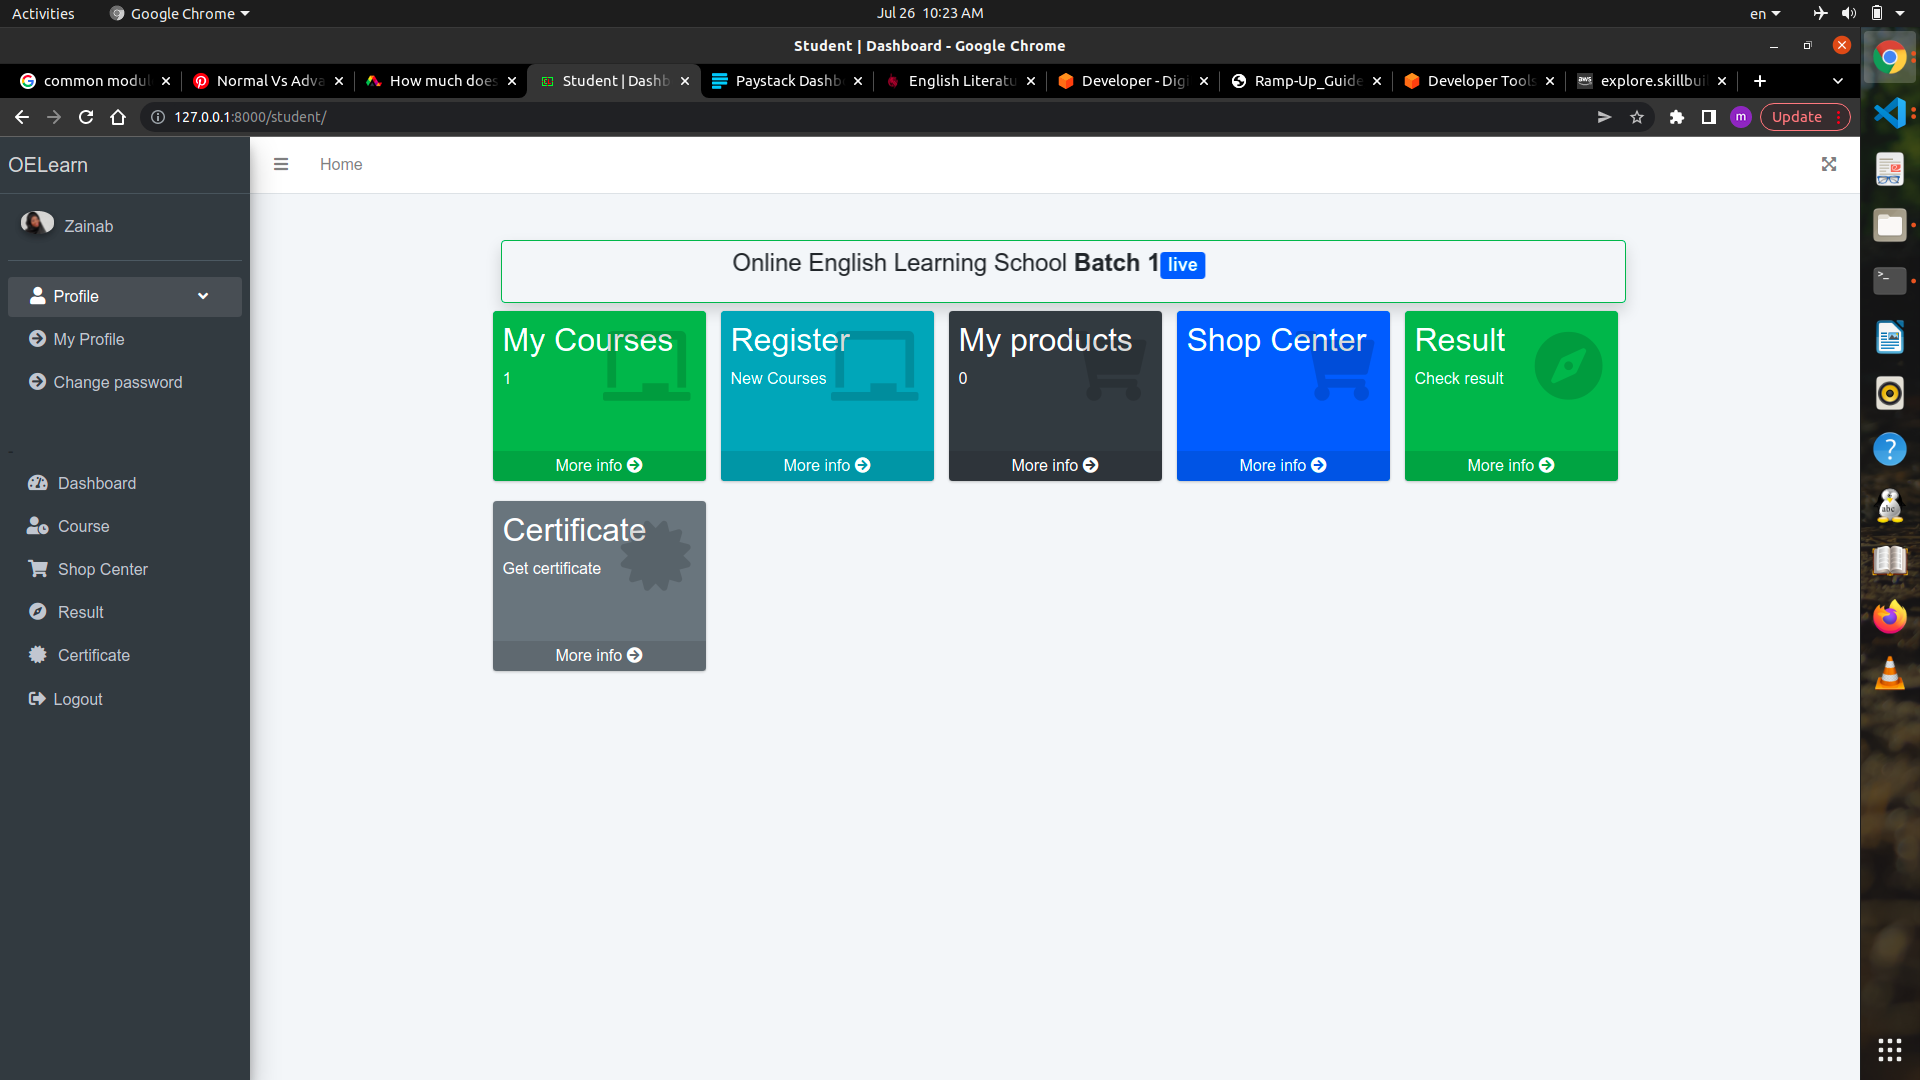 Activities
Google Chrome
Jul 26 10:23 AM
en
Student | Dashboard - Google Chrome
common modul
Normal Vs Adva
How much does
Student | Dashb
Paystack Dashb
English Literatu
Developer - Digi
Ramp-Up_Guide
Developer Tools
explore.skillbui
127.0.0.1:8000/student/
m
Update
OELearn
Home
Zainab
Profile
My Profile
Change password
Dashboard
Course
Shop Center
Result
Certificate
Logout
Online English Learning School Batch 1 live
My Courses
1
More info
Register
New Courses
More info
My products
0
More info
Shop Center
More info
Result
Check result
More info
Certificate
Get certificate
More info